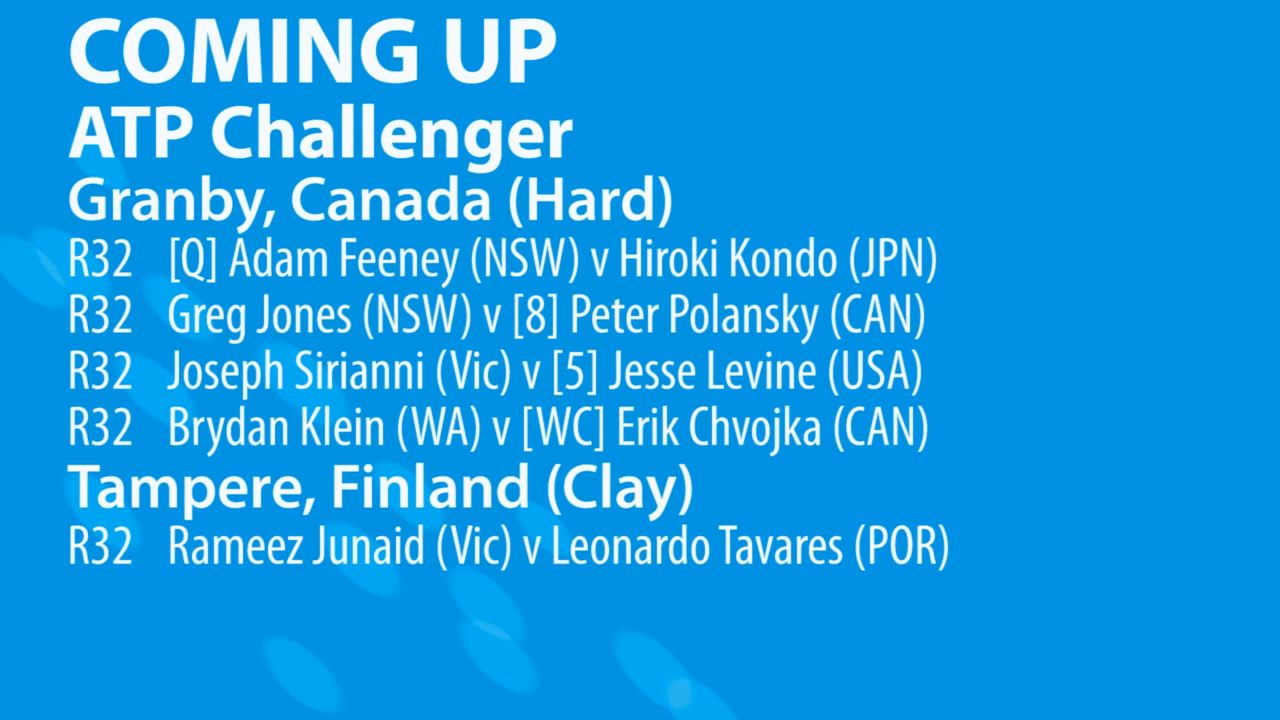 COMING UP
ATP Challenger
Granby, Canada (Hard)
R32 [Q] Adam Feeney (NSW) v Hiroki Kondo (JPN)
R32 Greg Jones (NSW) v [8] Peter Polansky (CAN)
R32 Joseph Sirianni (Vic) v [5] Jesse Levine (USA)
R32 Brydan Klein (WA) v [WC] Erik Chvojka (CAN)
Tampere, Finland (Clay)
R32 Rameez Junaid (Vic) v Leonardo Tavares (POR)